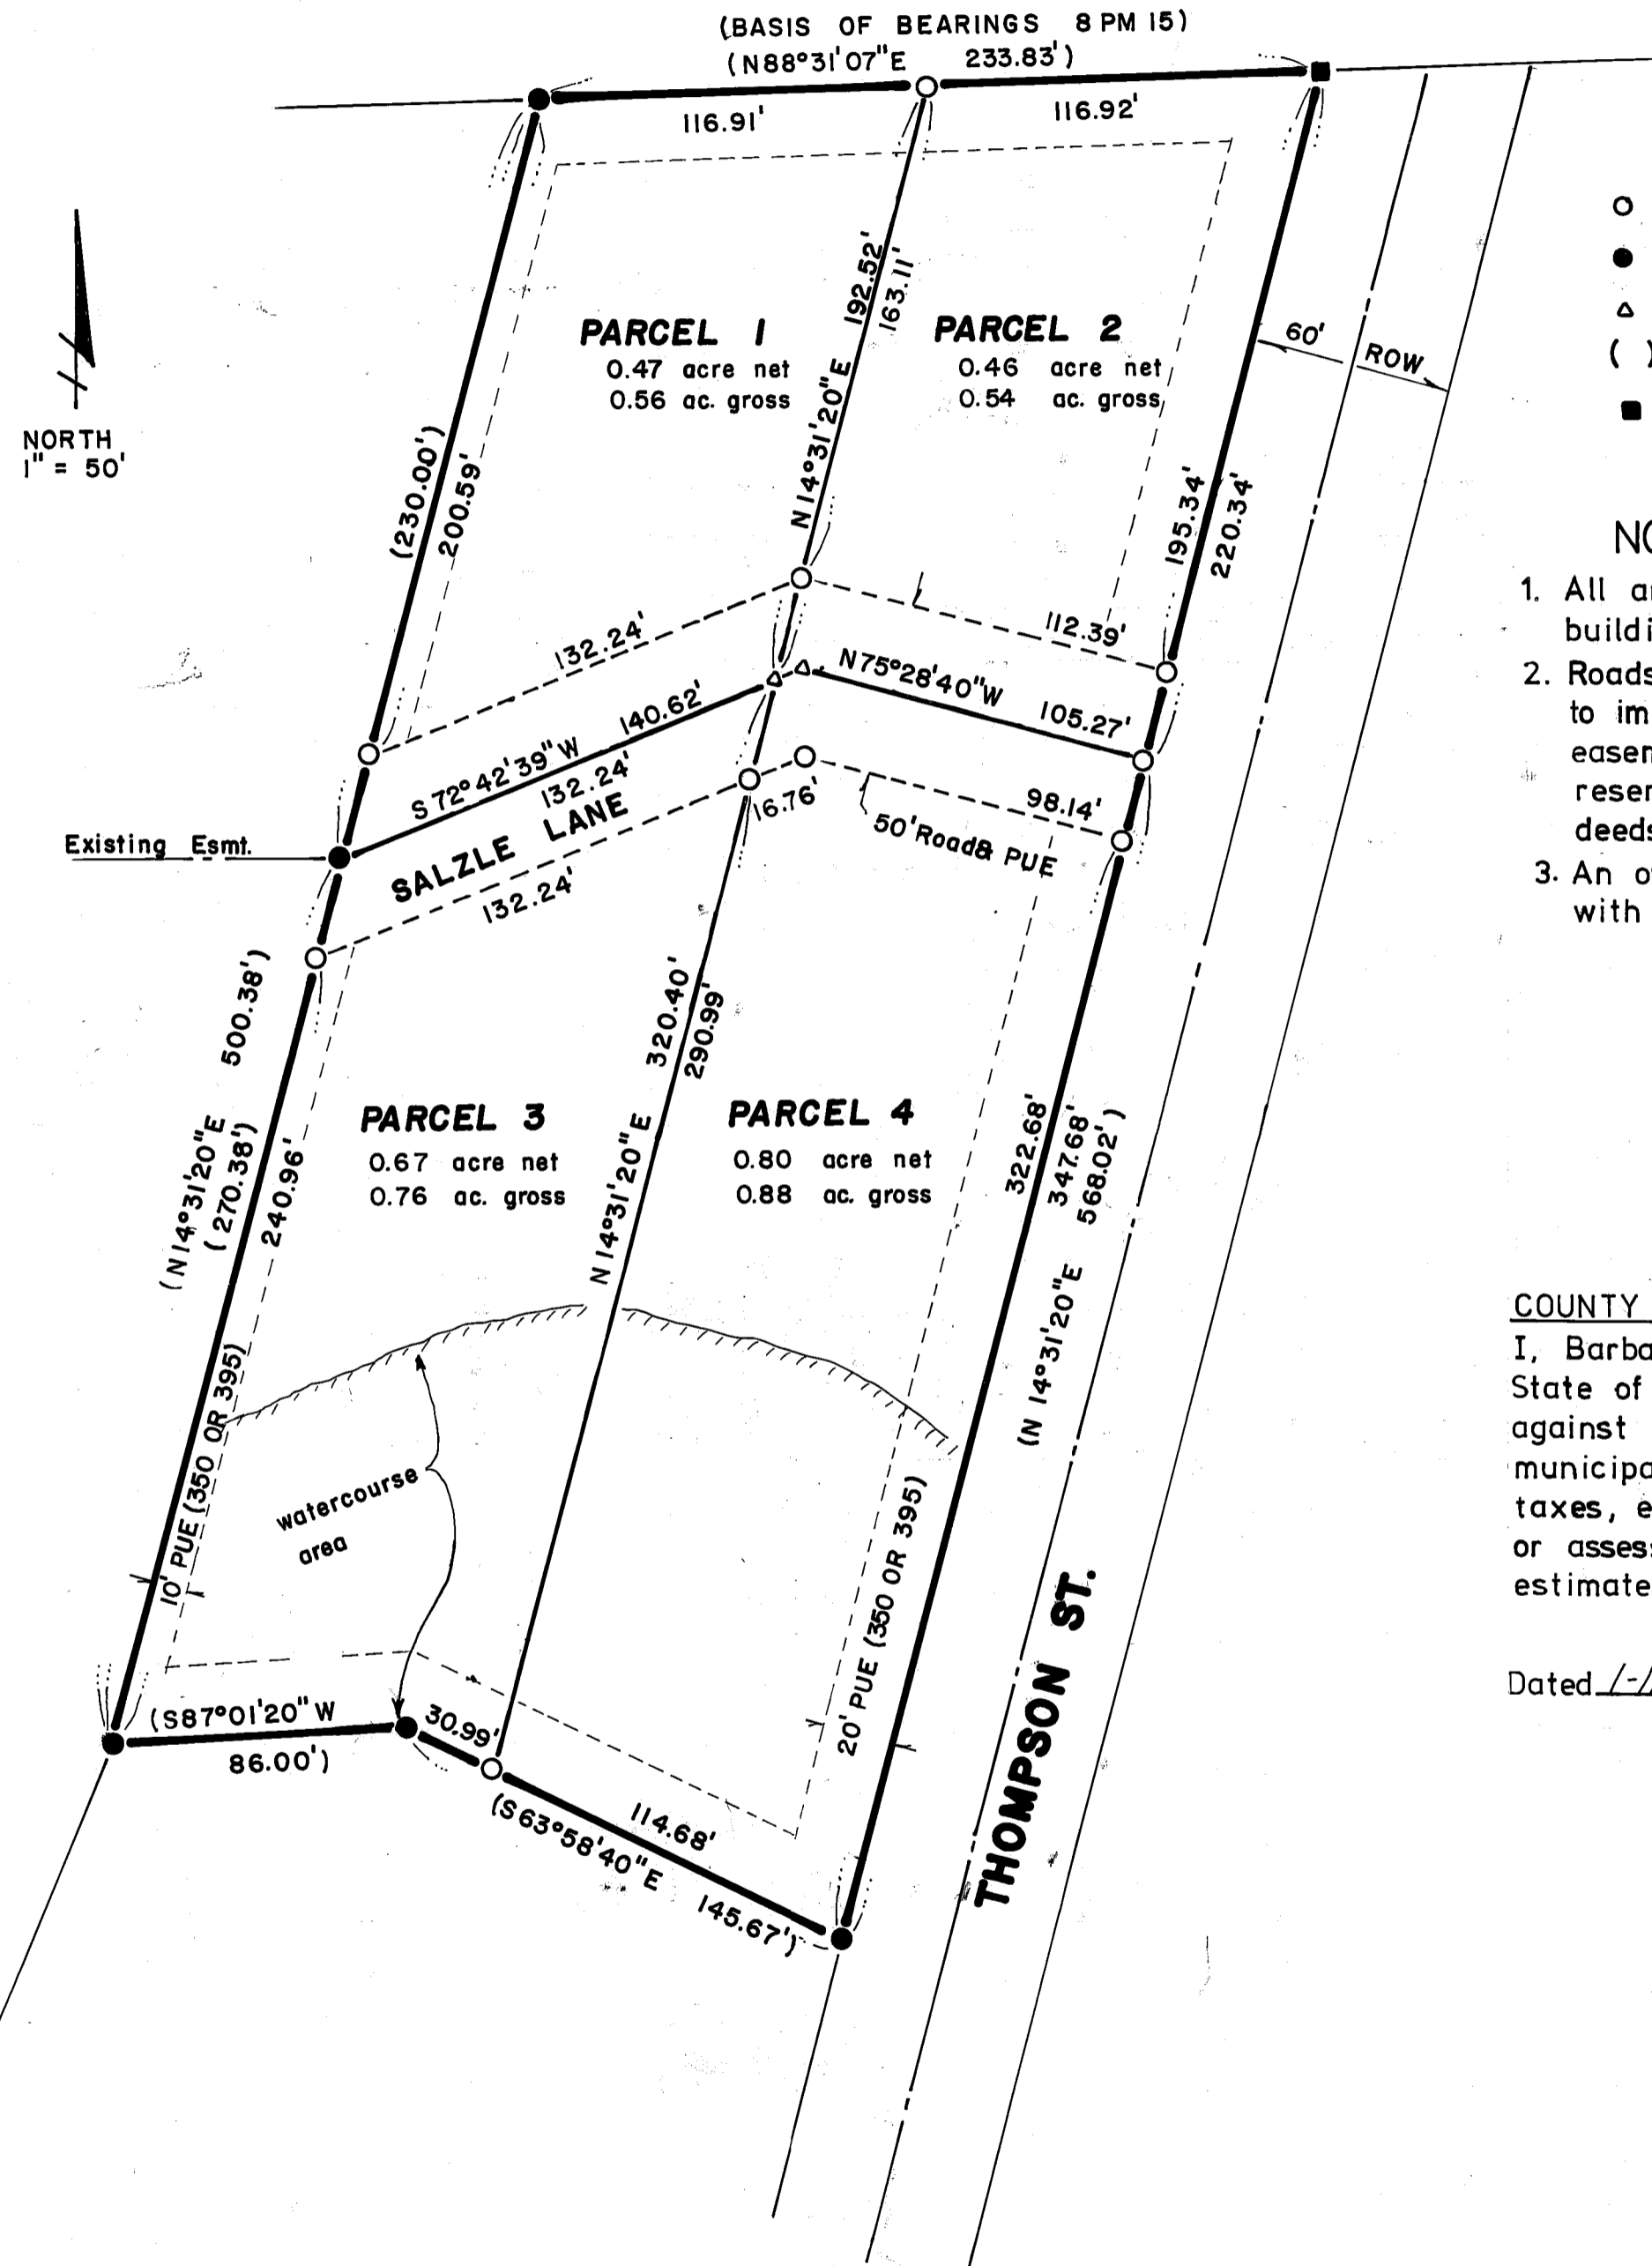 (BASIS OF BEARINGS 8 PM 15)
(N88°31'07"E 233.83')
116.91'
116.92'
NORTH
1" = 50'
PARCEL 1
0.47 acre net
0.56 ac. gross
192.52'
163.11'
N14°31'20"E
PARCEL 2
0.46 acre net
0.54 ac. gross
60' ROW
( )
(230.00')
200.59'
195.34'
220.34'
132.24'
112.39'
S72°42'39"W 140.62'
132.24'
N75°28'40"W 105.27'
Existing Esmt.
SALZLE LANE
132.24'
16.76'
98.14'
50' Road & PUE
1. All
buildi
2. Roads
to im
easen
reser
deeds
3. An o
with
(N14°31'20"E 500.38')
(270.38')
240.96'
320.40'
290.99'
N14°31'20"E
PARCEL 3
0.67 acre net
0.76 ac. gross
PARCEL 4
0.80 acre net
0.88 ac. gross
322.68'
347.68'
(N 14°31'20"E 568.02')
COUNTY
I, Barba
State of
against
municipa
taxes, e
or asses
estimate
Dated
10' PUE (350 OR 395)
watercourse
area
20' PUE (350 OR 395)
THOMPSON ST.
(S87°01'20"W
86.00')
30.99'
114.68'
(S63°58'40"E 145.67')